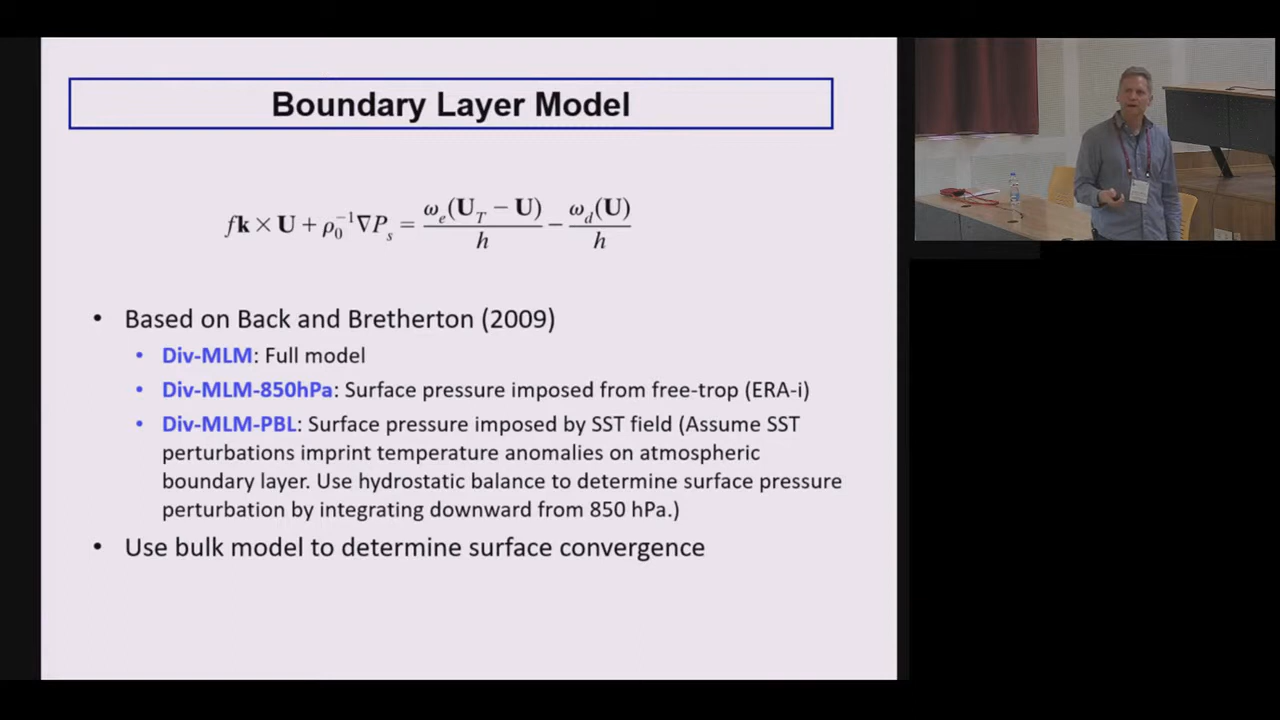 Boundary Layer Model
fk × U + ρ₀⁻¹∇Pₛ = ωₑ(U_T − U)/h − ω_d(U)/h
• Based on Back and Bretherton (2009)
• Div-MLM: Full model
• Div-MLM-850hPa: Surface pressure imposed from free-trop (ERA-i)
• Div-MLM-PBL: Surface pressure imposed by SST field (Assume SST
perturbations imprint temperature anomalies on atmospheric
boundary layer. Use hydrostatic balance to determine surface pressure
perturbation by integrating downward from 850 hPa.)
• Use bulk model to determine surface convergence